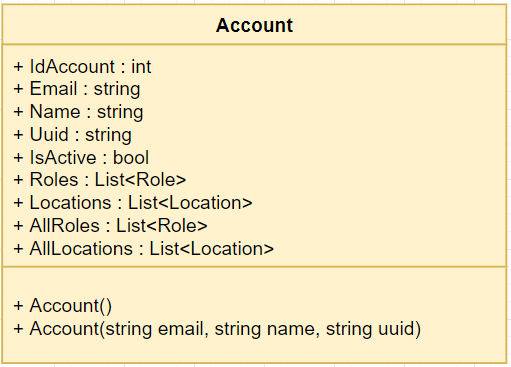 Account
+ IdAccount : int
+ Email : string
+ Name : string
+ Uuid : string
+ IsActive : bool
+ Roles : List<Role>
+ Locations : List<Location>
+ AllRoles : List<Role>
+ AllLocations : List<Location>
+ Account()
+ Account(string email, string name, string uuid)